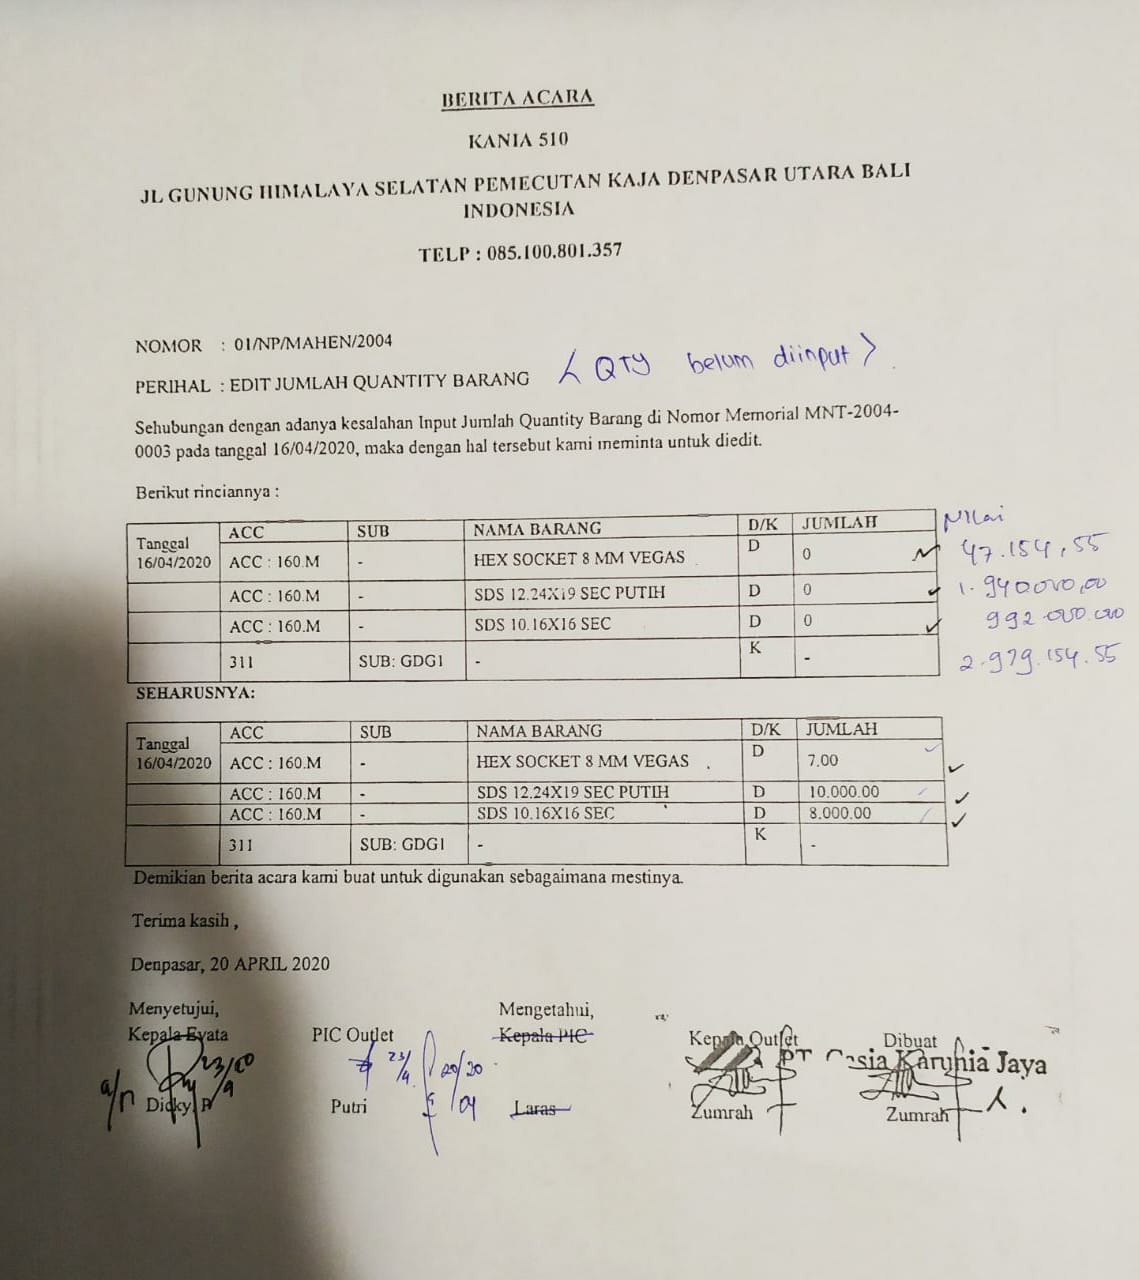 BERITA ACARA
KANIA 510
JL GUNUNG HIMALAYA SELATAN PEMECUTAN KAJA DENPASAR UTARA BALI
INDONESIA
TELP : 085.100.801.357
NOMOR : 01/NP/MAHEN/2004
PERIHAL : EDIT JUMLAH QUANTITY BARANG < QTY belum diinput >
Sehubungan dengan adanya kesalahan Input Jumlah Quantity Barang di Nomor Memorial MNT-2004-
0003 pada tanggal 16/04/2020, maka dengan hal tersebut kami meminta untuk diedit.
Berikut rinciannya :
Tanggal 16/04/2020 ACC SUB NAMA BARANG D/K JUMLAH Nilai
ACC : 160.M - HEX SOCKET 8 MM VEGAS D 0 47.154,55
ACC : 160.M - SDS 12.24X19 SEC PUTIH D 0 1.940000,00
ACC : 160.M - SDS 10.16X16 SEC D 0 992.000.00
311 SUB: GDG1 - K - 2.979.154.55
SEHARUSNYA:
Tanggal 16/04/2020 ACC SUB NAMA BARANG D/K JUMLAH
ACC : 160.M - HEX SOCKET 8 MM VEGAS D 7.00
ACC : 160.M - SDS 12.24X19 SEC PUTIH D 10.000.00
ACC : 160.M - SDS 10.16X16 SEC D 8.000.00
311 SUB: GDG1 - K -
Demikian berita acara kami buat untuk digunakan sebagaimana mestinya.
Terima kasih ,
Denpasar, 20 APRIL 2020
Menyetujui, Mengetahui,
Kepala Eyata PIC Outlet Kepala PIC Kepala Outlet Dibuat
PT Karunia Jaya
23/4 20/20
a/n Dicky. P Putri 04 Laras Zumrah Zumrah